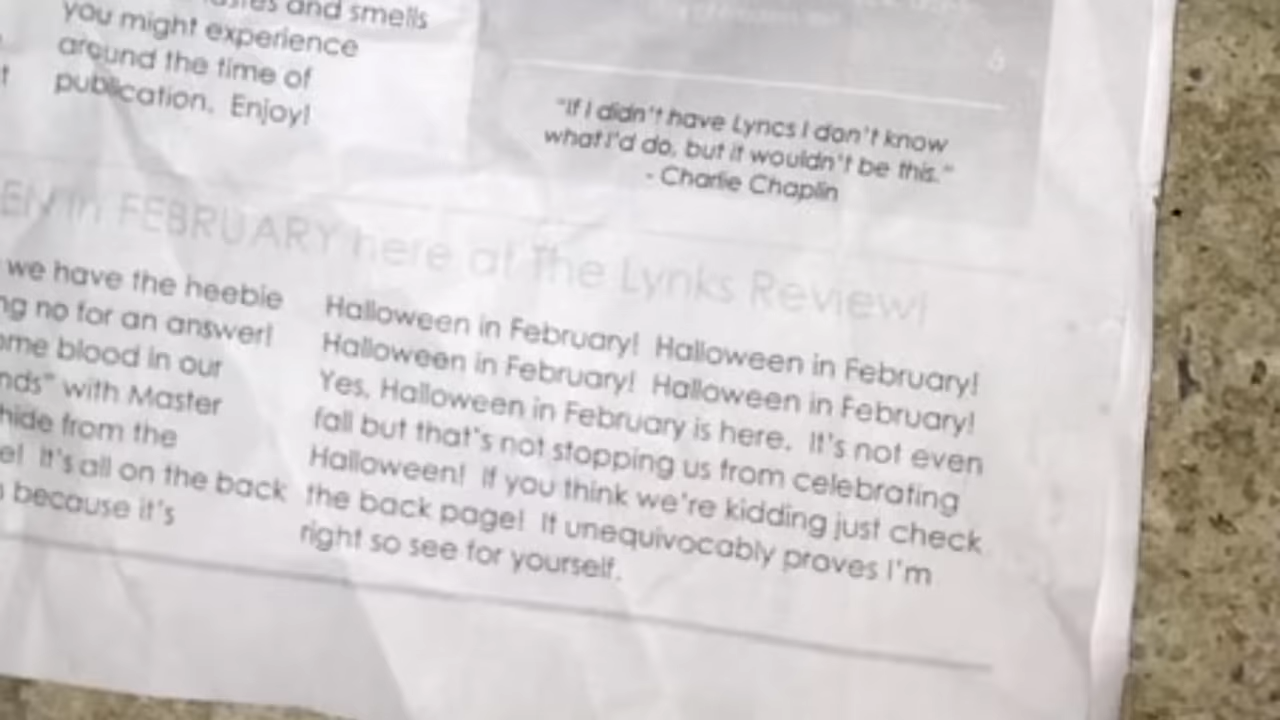 and smells
you might experience
around the time of
publication. Enjoy!
"If I didn't have Lyncs I don't know
what I'd do, but it wouldn't be this."
- Charlie Chaplin
in FEBRUARY here at The Lynks Review!
we have the heebie
no for an answer!
blood in our
with Master
hide from the
It's all on the back
because it's
Halloween in February! Halloween in February!
Halloween in February! Halloween in February!
Yes, Halloween in February is here. It's not even
fall but that's not stopping us from celebrating
Halloween! If you think we're kidding just check
the back page! It unequivocably proves I'm
right so see for yourself.